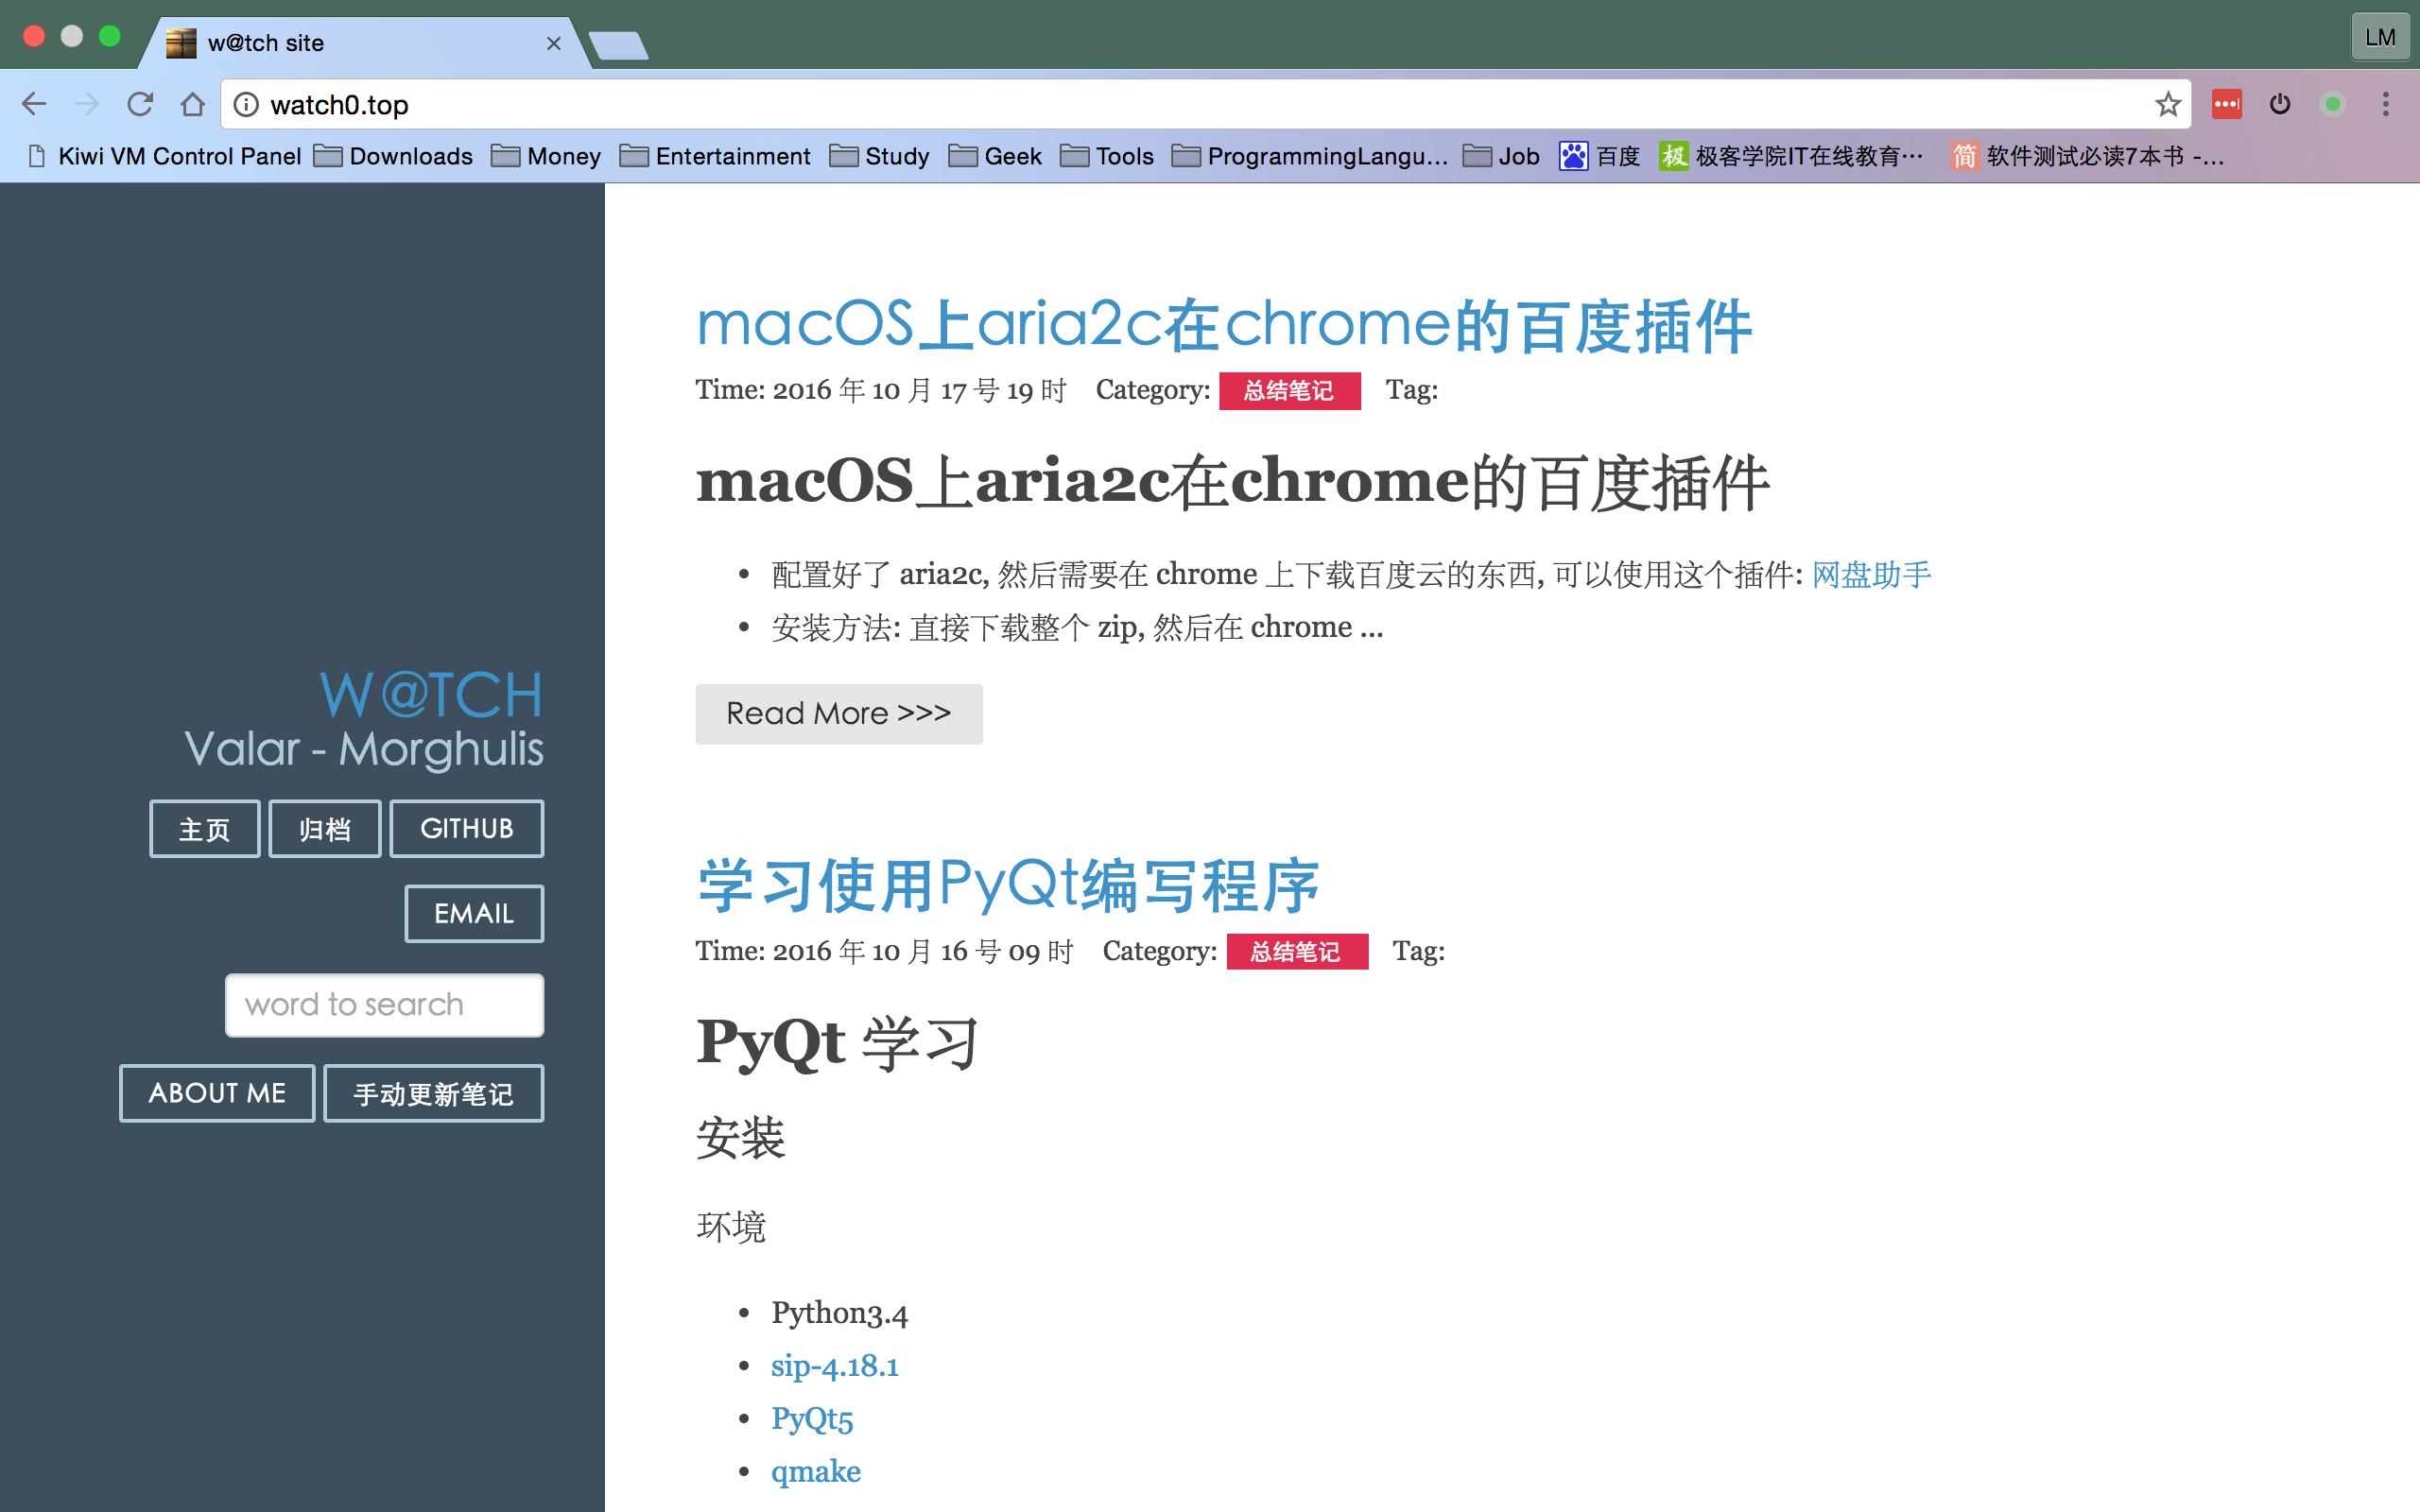 w@tch site
LM
watch0.top
Kiwi VM Control Panel Downloads Money Entertainment Study Geek Tools ProgrammingLangu... Job 百度 极 极客学院IT在线教育… 简 软件测试必读7本书 -...
W@TCH
Valar - Morghulis
主页 归档 GITHUB
EMAIL
word to search
ABOUT ME 手动更新笔记
macOS上aria2c在chrome的百度插件
Time: 2016 年 10 月 17 号 19 时 Category: 总结笔记 Tag:
macOS上aria2c在chrome的百度插件
• 配置好了 aria2c, 然后需要在 chrome 上下载百度云的东西, 可以使用这个插件: 网盘助手
• 安装方法: 直接下载整个 zip, 然后在 chrome ...
Read More >>>
学习使用PyQt编写程序
Time: 2016 年 10 月 16 号 09 时 Category: 总结笔记 Tag:
PyQt 学习
安装
环境
• Python3.4
• sip-4.18.1
• PyQt5
• qmake